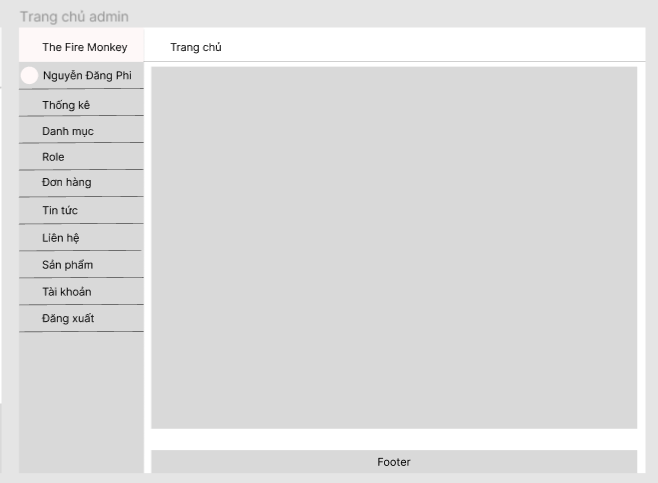 Trang chủ admin
The Fire Monkey
Trang chủ
Nguyễn Đăng Phi
Thống kê
Danh mục
Role
Đơn hàng
Tin tức
Liên hệ
Sản phẩm
Tài khoản
Đăng xuất
Footer